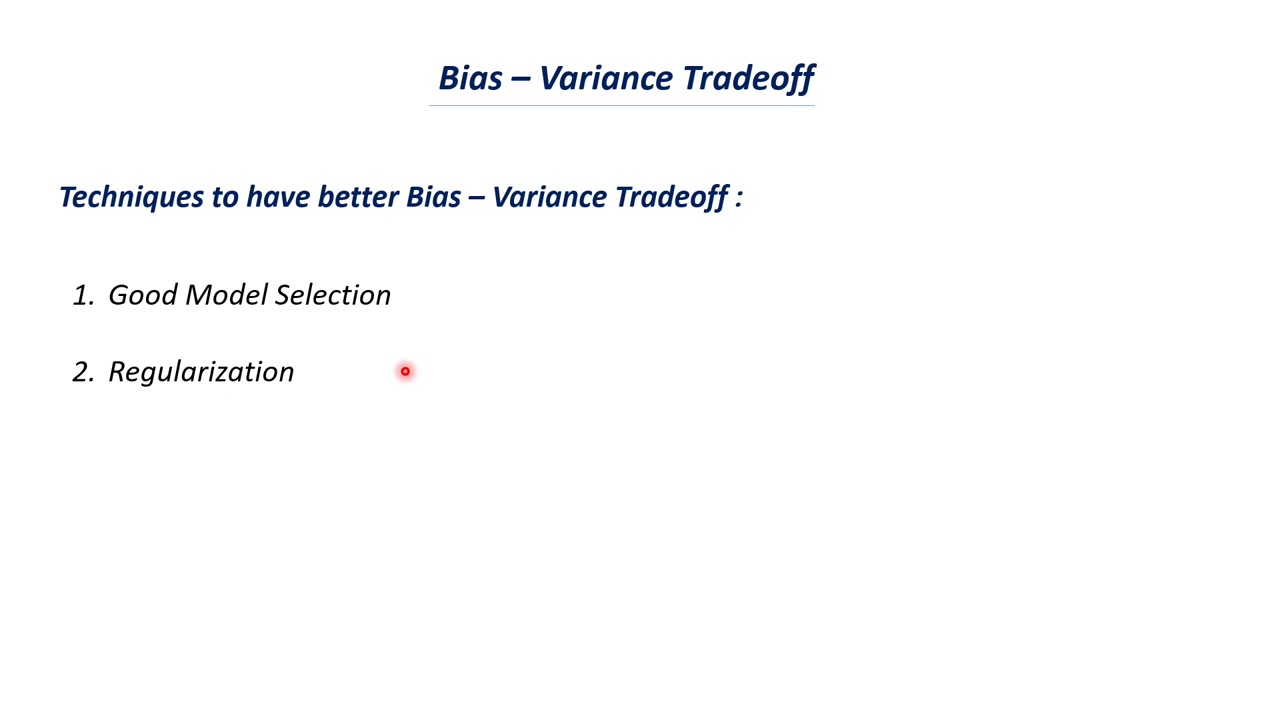 Bias – Variance Tradeoff
Techniques to have better Bias – Variance Tradeoff :
1. Good Model Selection
2. Regularization